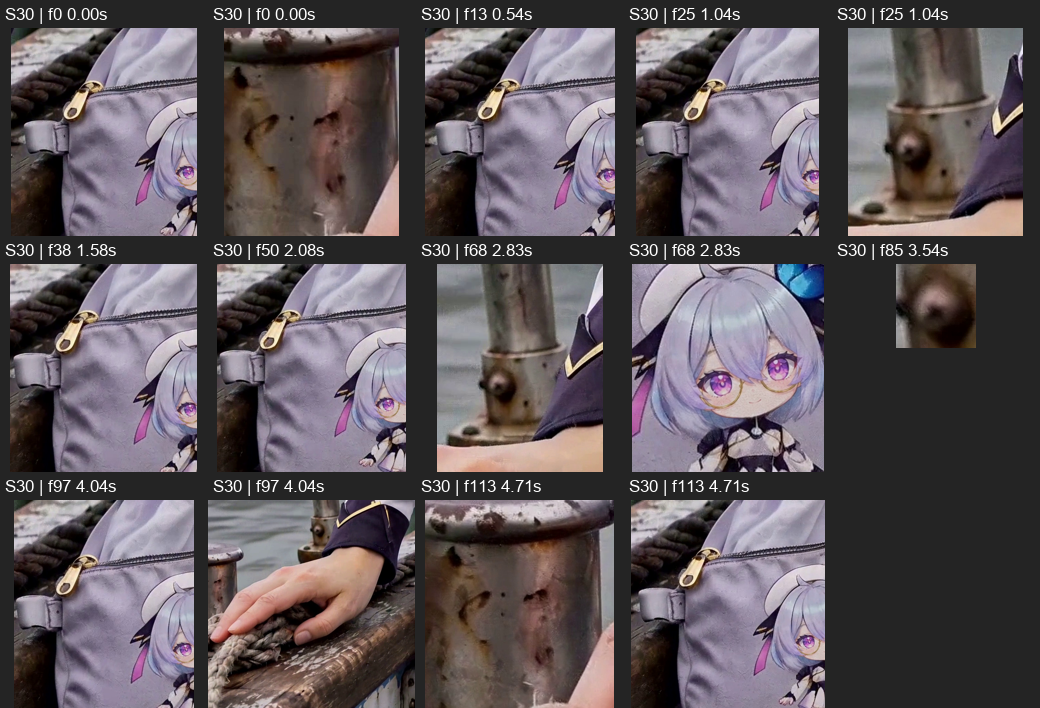 S30 | f0 0.00s
S30 | f0 0.00s
S30 | f13 0.54s
S30 | f25 1.04s
S30 | f25 1.04s
S30 | f38 1.58s
S30 | f50 2.08s
S30 | f68 2.83s
S30 | f68 2.83s
S30 | f85 3.54s
S30 | f97 4.04s
S30 | f97 4.04s
S30 | f113 4.71s
S30 | f113 4.71s